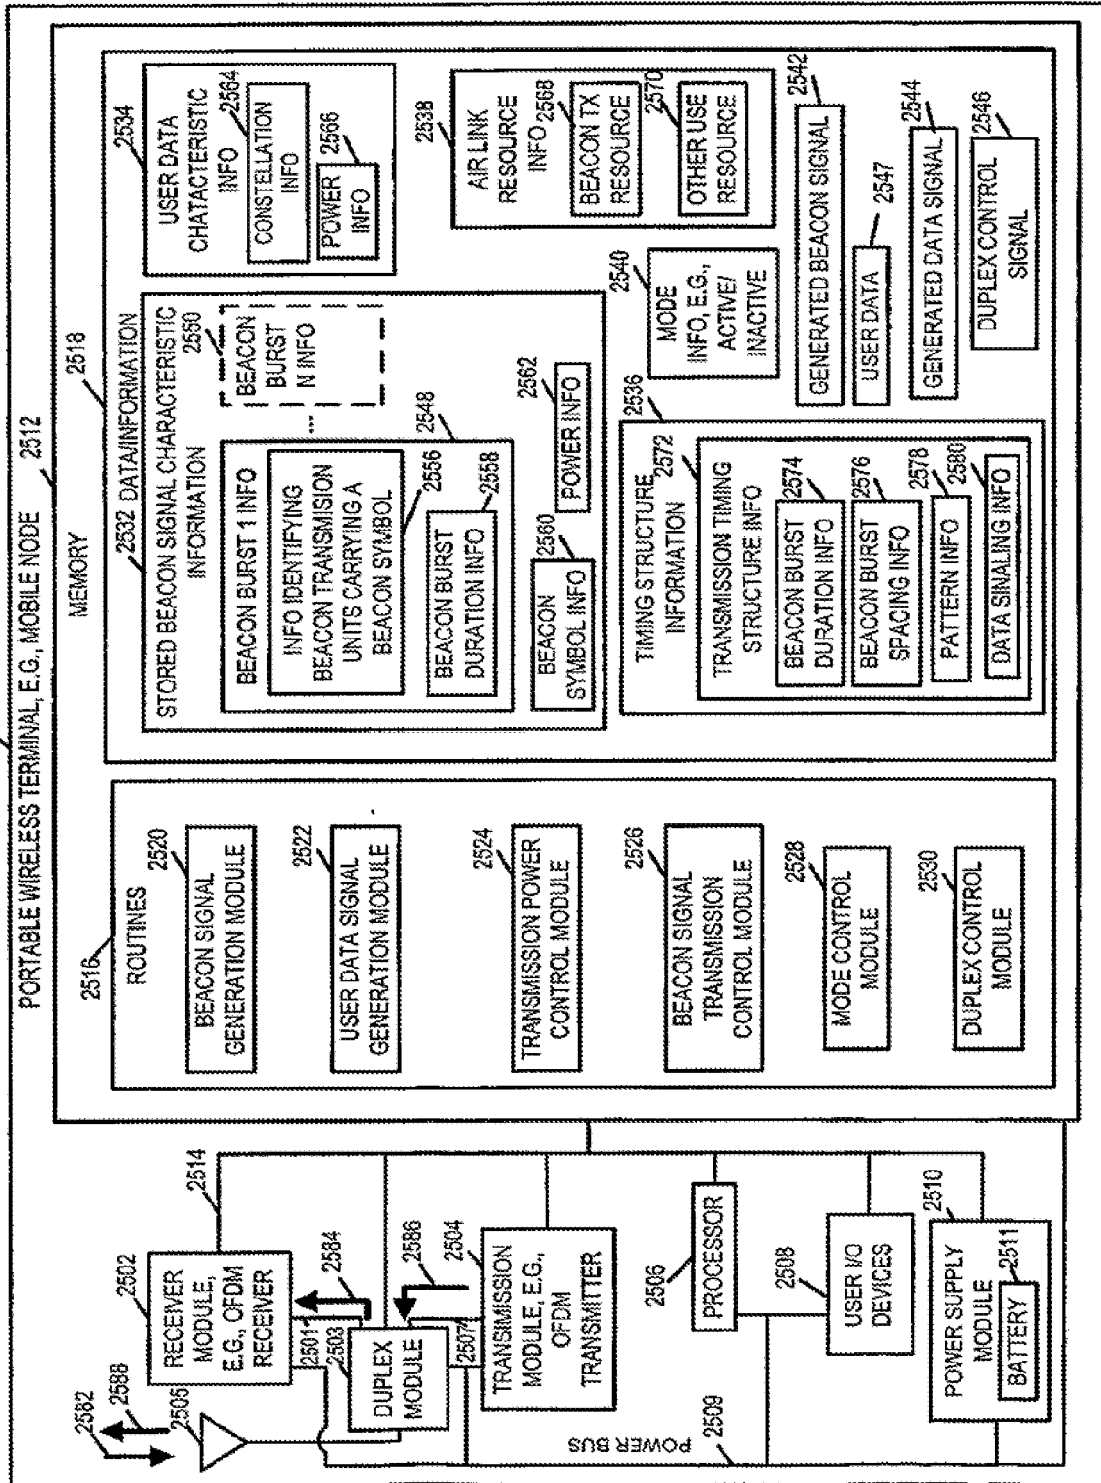 PORTABLE WIRELESS TERMINAL, E.G., MOBILE NODE 2512
2582
2588
2505
2502
RECEIVER
MODULE,
E.G., OFDM
RECEIVER
2514
2501
2584
2503
DUPLEX
MODULE
2586
2507
2504
TRANSMISSION
MODULE, E.G.,
OFDM
TRANSMITTER
POWER BUS
2509
2506
PROCESSOR
2508
USER I/O
DEVICES
2510
POWER SUPPLY
MODULE
2511
BATTERY
MEMORY
2516
ROUTINES
2520
BEACON SIGNAL
GENERATION MODULE
2522
USER DATA SIGNAL
GENERATION MODULE
2524
TRANSMISSION POWER
CONTROL MODULE
2526
BEACON SIGNAL
TRANSMISSION
CONTROL MODULE
2528
MODE CONTROL
MODULE
2530
DUPLEX CONTROL
MODULE
2518
DATA/INFORMATION
2532
STORED BEACON SIGNAL CHARACTERISTIC
INFORMATION
2550
BEACON BURST 1 INFO
...
BEACON
BURST
N INFO
2548
INFO IDENTIFYING
BEACON TRANSMISION
UNITS CARRYING A
BEACON SYMBOL
2556
BEACON BURST
DURATION INFO
2558
2560
BEACON
SYMBOL INFO
2562
POWER INFO
2534
USER DATA
CHATACTERISTIC
INFO
2564
CONSTELLATION
INFO
2566
POWER
INFO
2538
AIR LINK
RESOURCE
INFO
2568
BEACON TX
RESOURCE
2570
OTHER USE
RESOURCE
2540
MODE
INFO, E.G.,
ACTIVE/
INACTIVE
2536
TIMING STRUCTURE
INFORMATION
2572
TRANSMISSION TIMING
STRUCTURE INFO
2574
BEACON BURST
DURATION INFO
2576
BEACON BURST
SPACING INFO
2578
PATTERN INFO
2580
DATA SINALING INFO
2542
GENERATED BEACON SIGNAL
2547
USER DATA
2544
GENERATED DATA SIGNAL
2546
DUPLEX CONTROL
SIGNAL